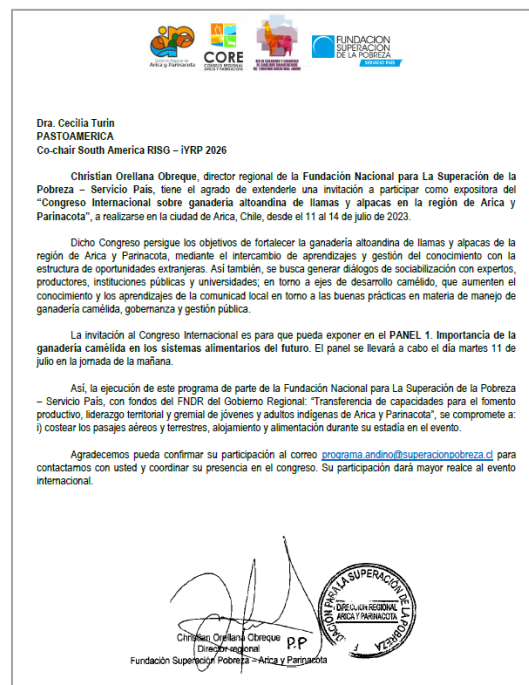 Arica y Parinacota
CORE
CONSEJO REGIONAL
ARICA Y PARINACOTA
FUNDACION
SUPERACION
DE LA POBREZA
SERVICIO PAÍS
Dra. Cecilia Turin
PASTOAMERICA
Co-chair South America RISG – iYRP 2026
Christian Orellana Obreque, director regional de la Fundación Nacional para La Superación de la
Pobreza – Servicio País, tiene el agrado de extenderle una invitación a participar como expositora del
“Congreso Internacional sobre ganadería altoandina de llamas y alpacas en la región de Arica y
Parinacota”, a realizarse en la ciudad de Arica, Chile, desde el 11 al 14 de julio de 2023.
Dicho Congreso persigue los objetivos de fortalecer la ganadería altoandina de llamas y alpacas de la
región de Arica y Parinacota, mediante el intercambio de aprendizajes y gestión del conocimiento con la
estructura de oportunidades extranjeras. Así también, se busca generar diálogos de sociabilización con expertos,
productores, instituciones públicas y universidades; en torno a ejes de desarrollo camélido, que aumenten el
conocimiento y los aprendizajes de la comunicad local en torno a las buenas prácticas en materia de manejo de
ganadería camélida, gobernanza y gestión pública.
La invitación al Congreso Internacional es para que pueda exponer en el PANEL 1. Importancia de la
ganadería camélida en los sistemas alimentarios del futuro. El panel se llevará a cabo el día martes 11 de
julio en la jornada de la mañana.
Así, la ejecución de este programa de parte de la Fundación Nacional para La Superación de la Pobreza
– Servicio País, con fondos del FNDR del Gobierno Regional: “Transferencia de capacidades para el fomento
productivo, liderazgo territorial y gremial de jóvenes y adultos indígenas de Arica y Parinacota”, se compromete a:
i) costear los pasajes aéreos y terrestres, alojamiento y alimentación durante su estadía en el evento.
Agradecemos pueda confirmar su participación al correo programa.andino@superacionpobreza.cl para
contactarnos con usted y coordinar su presencia en el congreso. Su participación dará mayor realce al evento
internacional.
Christian Orellana Obreque P.P
Director regional
Fundación Superación Pobreza – Arica y Parinacota
DIRECCION REGIONAL
ARICA Y PARINACOTA